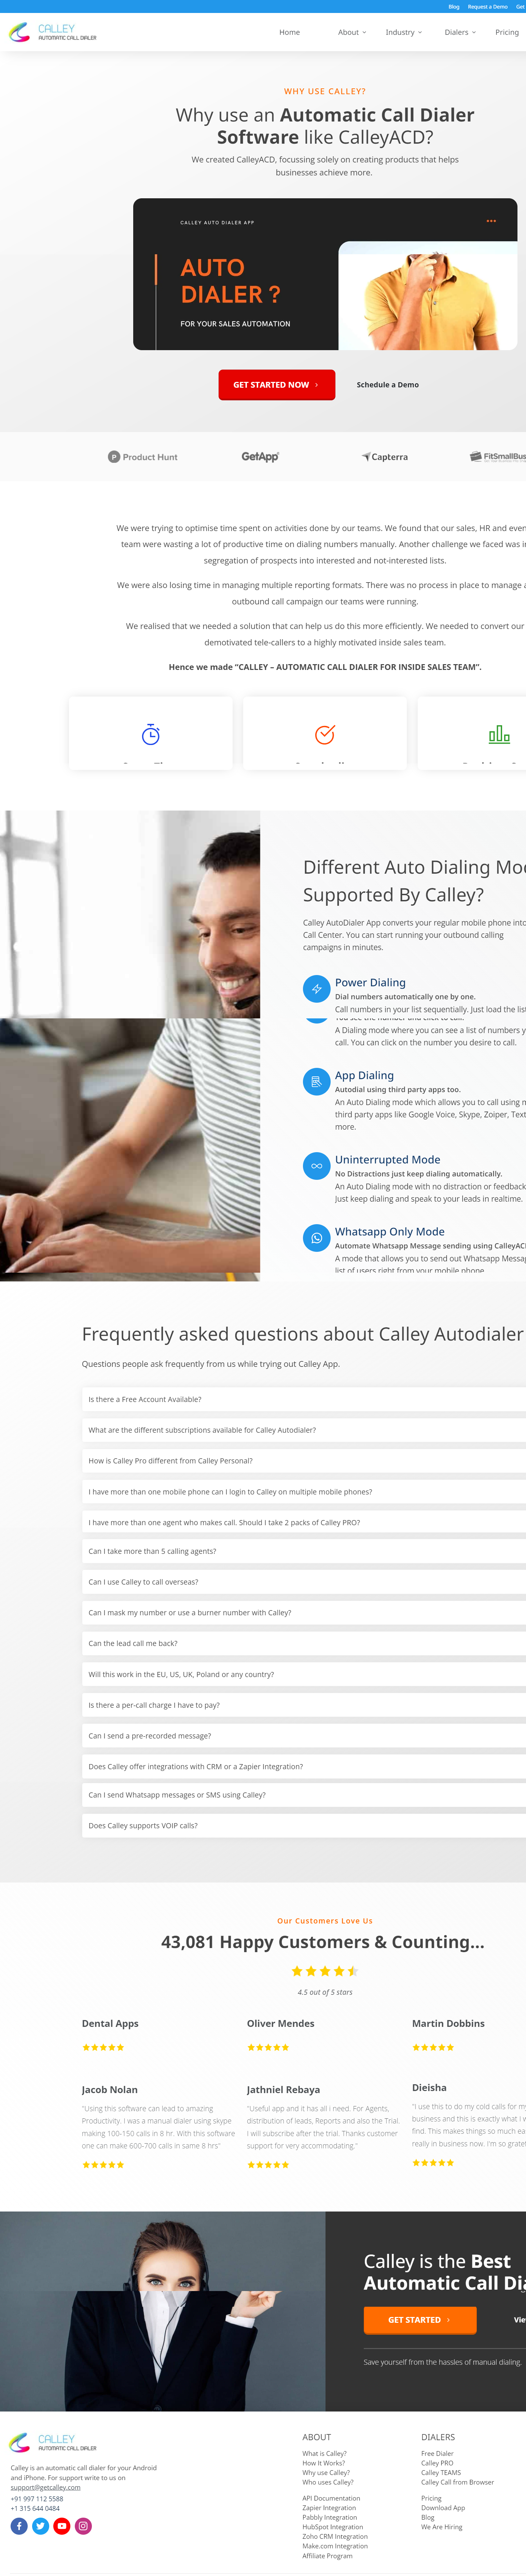 Blog Request a Demo Get
CALLEY
AUTOMATIC CALL DIALER
Home About Industry Dialers Pricing
WHY USE CALLEY?
Why use an Automatic Call Dialer
Software like CalleyACD?
We created CalleyACD, focussing solely on creating products that helps
businesses achieve more.
CALLEY AUTO DIALER APP
AUTO
DIALER ?
FOR YOUR SALES AUTOMATION
GET STARTED NOW
Schedule a Demo
Product Hunt GetApp Capterra FitSmallBus
We were trying to optimise time spent on activities done by our teams. We found that our sales, HR and even
team were wasting a lot of productive time on dialing numbers manually. Another challenge we faced was in
segregation of prospects into interested and not-interested lists.
We were also losing time in managing multiple reporting formats. There was no process in place to manage a
outbound call campaign our teams were running.
We realised that we needed a solution that can help us do this more efficiently. We needed to convert our
demotivated tele-callers to a highly motivated inside sales team.
Hence we made “CALLEY – AUTOMATIC CALL DIALER FOR INSIDE SALES TEAM”.
Different Auto Dialing Mo
Supported By Calley?
Calley AutoDialer App converts your regular mobile phone into
Call Center. You can start running your outbound calling
campaigns in minutes.
Power Dialing
Dial numbers automatically one by one.
Call numbers in your list sequentially. Just load the list
A Dialing mode where you can see a list of numbers y
call. You can click on the number you desire to call.
App Dialing
Autodial using third party apps too.
An Auto Dialing mode which allows you to call using
third party apps like Google Voice, Skype, Zoiper, Text
more.
Uninterrupted Mode
No Distractions just keep dialing automatically.
An Auto Dialing mode with no distraction or feedback
Just keep dialing and speak to your leads in realtime.
Whatsapp Only Mode
Automate Whatsapp Message sending using CalleyAC
A mode that allows you to send out Whatsapp Messag
list of users right from your mobile phone
Frequently asked questions about Calley Autodialer
Questions people ask frequently from us while trying out Calley App.
Is there a Free Account Available?
What are the different subscriptions available for Calley Autodialer?
How is Calley Pro different from Calley Personal?
I have more than one mobile phone can I login to Calley on multiple mobile phones?
I have more than one agent who makes call. Should I take 2 packs of Calley PRO?
Can I take more than 5 calling agents?
Can I use Calley to call overseas?
Can I mask my number or use a burner number with Calley?
Can the lead call me back?
Will this work in the EU, US, UK, Poland or any country?
Is there a per-call charge I have to pay?
Can I send a pre-recorded message?
Does Calley offer integrations with CRM or a Zapier Integration?
Can I send Whatsapp messages or SMS using Calley?
Does Calley supports VOIP calls?
Our Customers Love Us
43,081 Happy Customers & Counting...
4.5 out of 5 stars
Dental Apps
Oliver Mendes
Martin Dobbins
Jacob Nolan
"Using this software can lead to amazing
Productivity. I was a manual dialer using skype
making 100-150 calls in 8 hr. With this software
one can make 600-700 calls in same 8 hrs"
Jathniel Rebaya
"Useful app and it has all i need. For Agents,
distribution of leads, Reports and also the Trial.
I will subscribe after the trial. Thanks customer
support for very accommodating."
Dieisha
"I use this to do my cold calls for my
business and this is exactly what I w
find. This makes things so much ea
really in business now. I'm so grate
Calley is the Best
Automatic Call Dia
GET STARTED
Vie
Save yourself from the hassles of manual dialing.
CALLEY
AUTOMATIC CALL DIALER
Calley is an automatic call dialer for your Android
and iPhone. For support write to us on
support@getcalley.com
+91 997 112 5588
+1 315 644 0484
ABOUT
What is Calley?
How It Works?
Why use Calley?
Who uses Calley?
API Documentation
Zapier Integration
Pabbly Integration
HubSpot Integration
Zoho CRM Integration
Make.com Integration
Affiliate Program
DIALERS
Free Dialer
Calley PRO
Calley TEAMS
Calley Call from Browser
Pricing
Download App
Blog
We Are Hiring